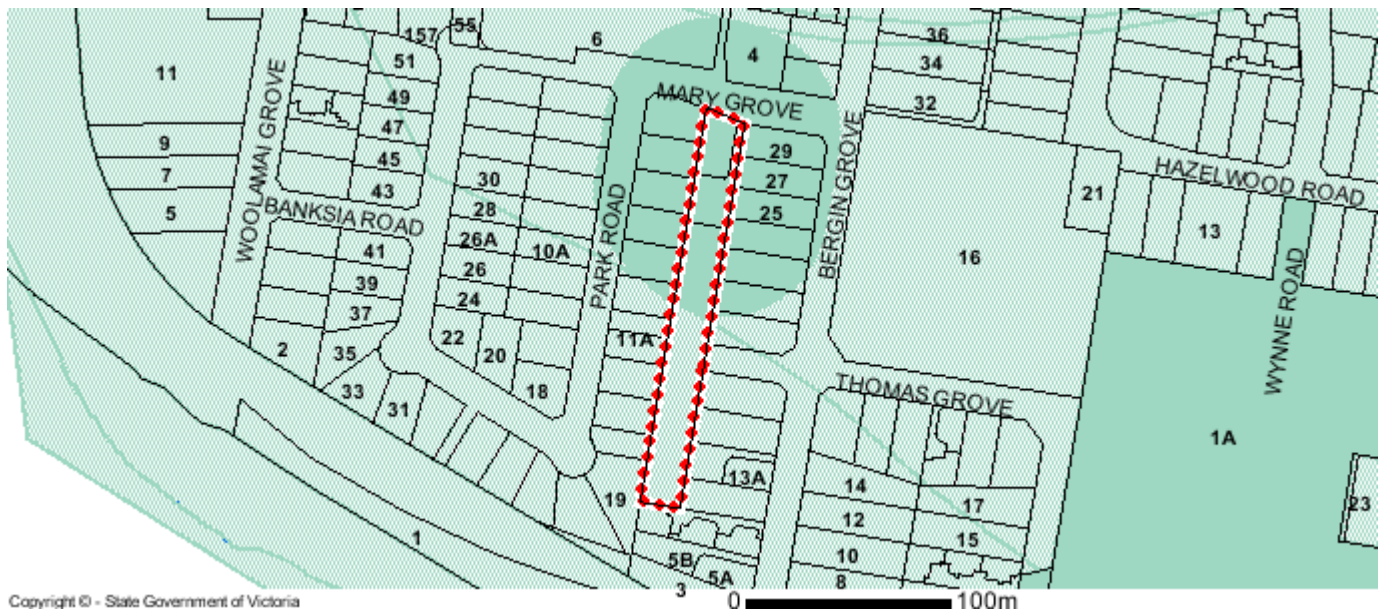 157
55
6
4
36
51
34
11
49
MARY GROVE
32
47
29
9
45
HAZELWOOD ROAD
7
30
27
43
21
5
28
25
BANKSIA ROAD
13
WOOLAMAI GROVE
41
26A
10A
PARK ROAD
BERGIN GROVE
16
26
39
24
37
22
11A
2
35
20
WYNNE ROAD
33
18
THOMAS GROVE
31
1A
13A
14
19
17
23
12
1
15
5B
10
5A
8
3
Copyright © - State Government of Victoria
0
100m